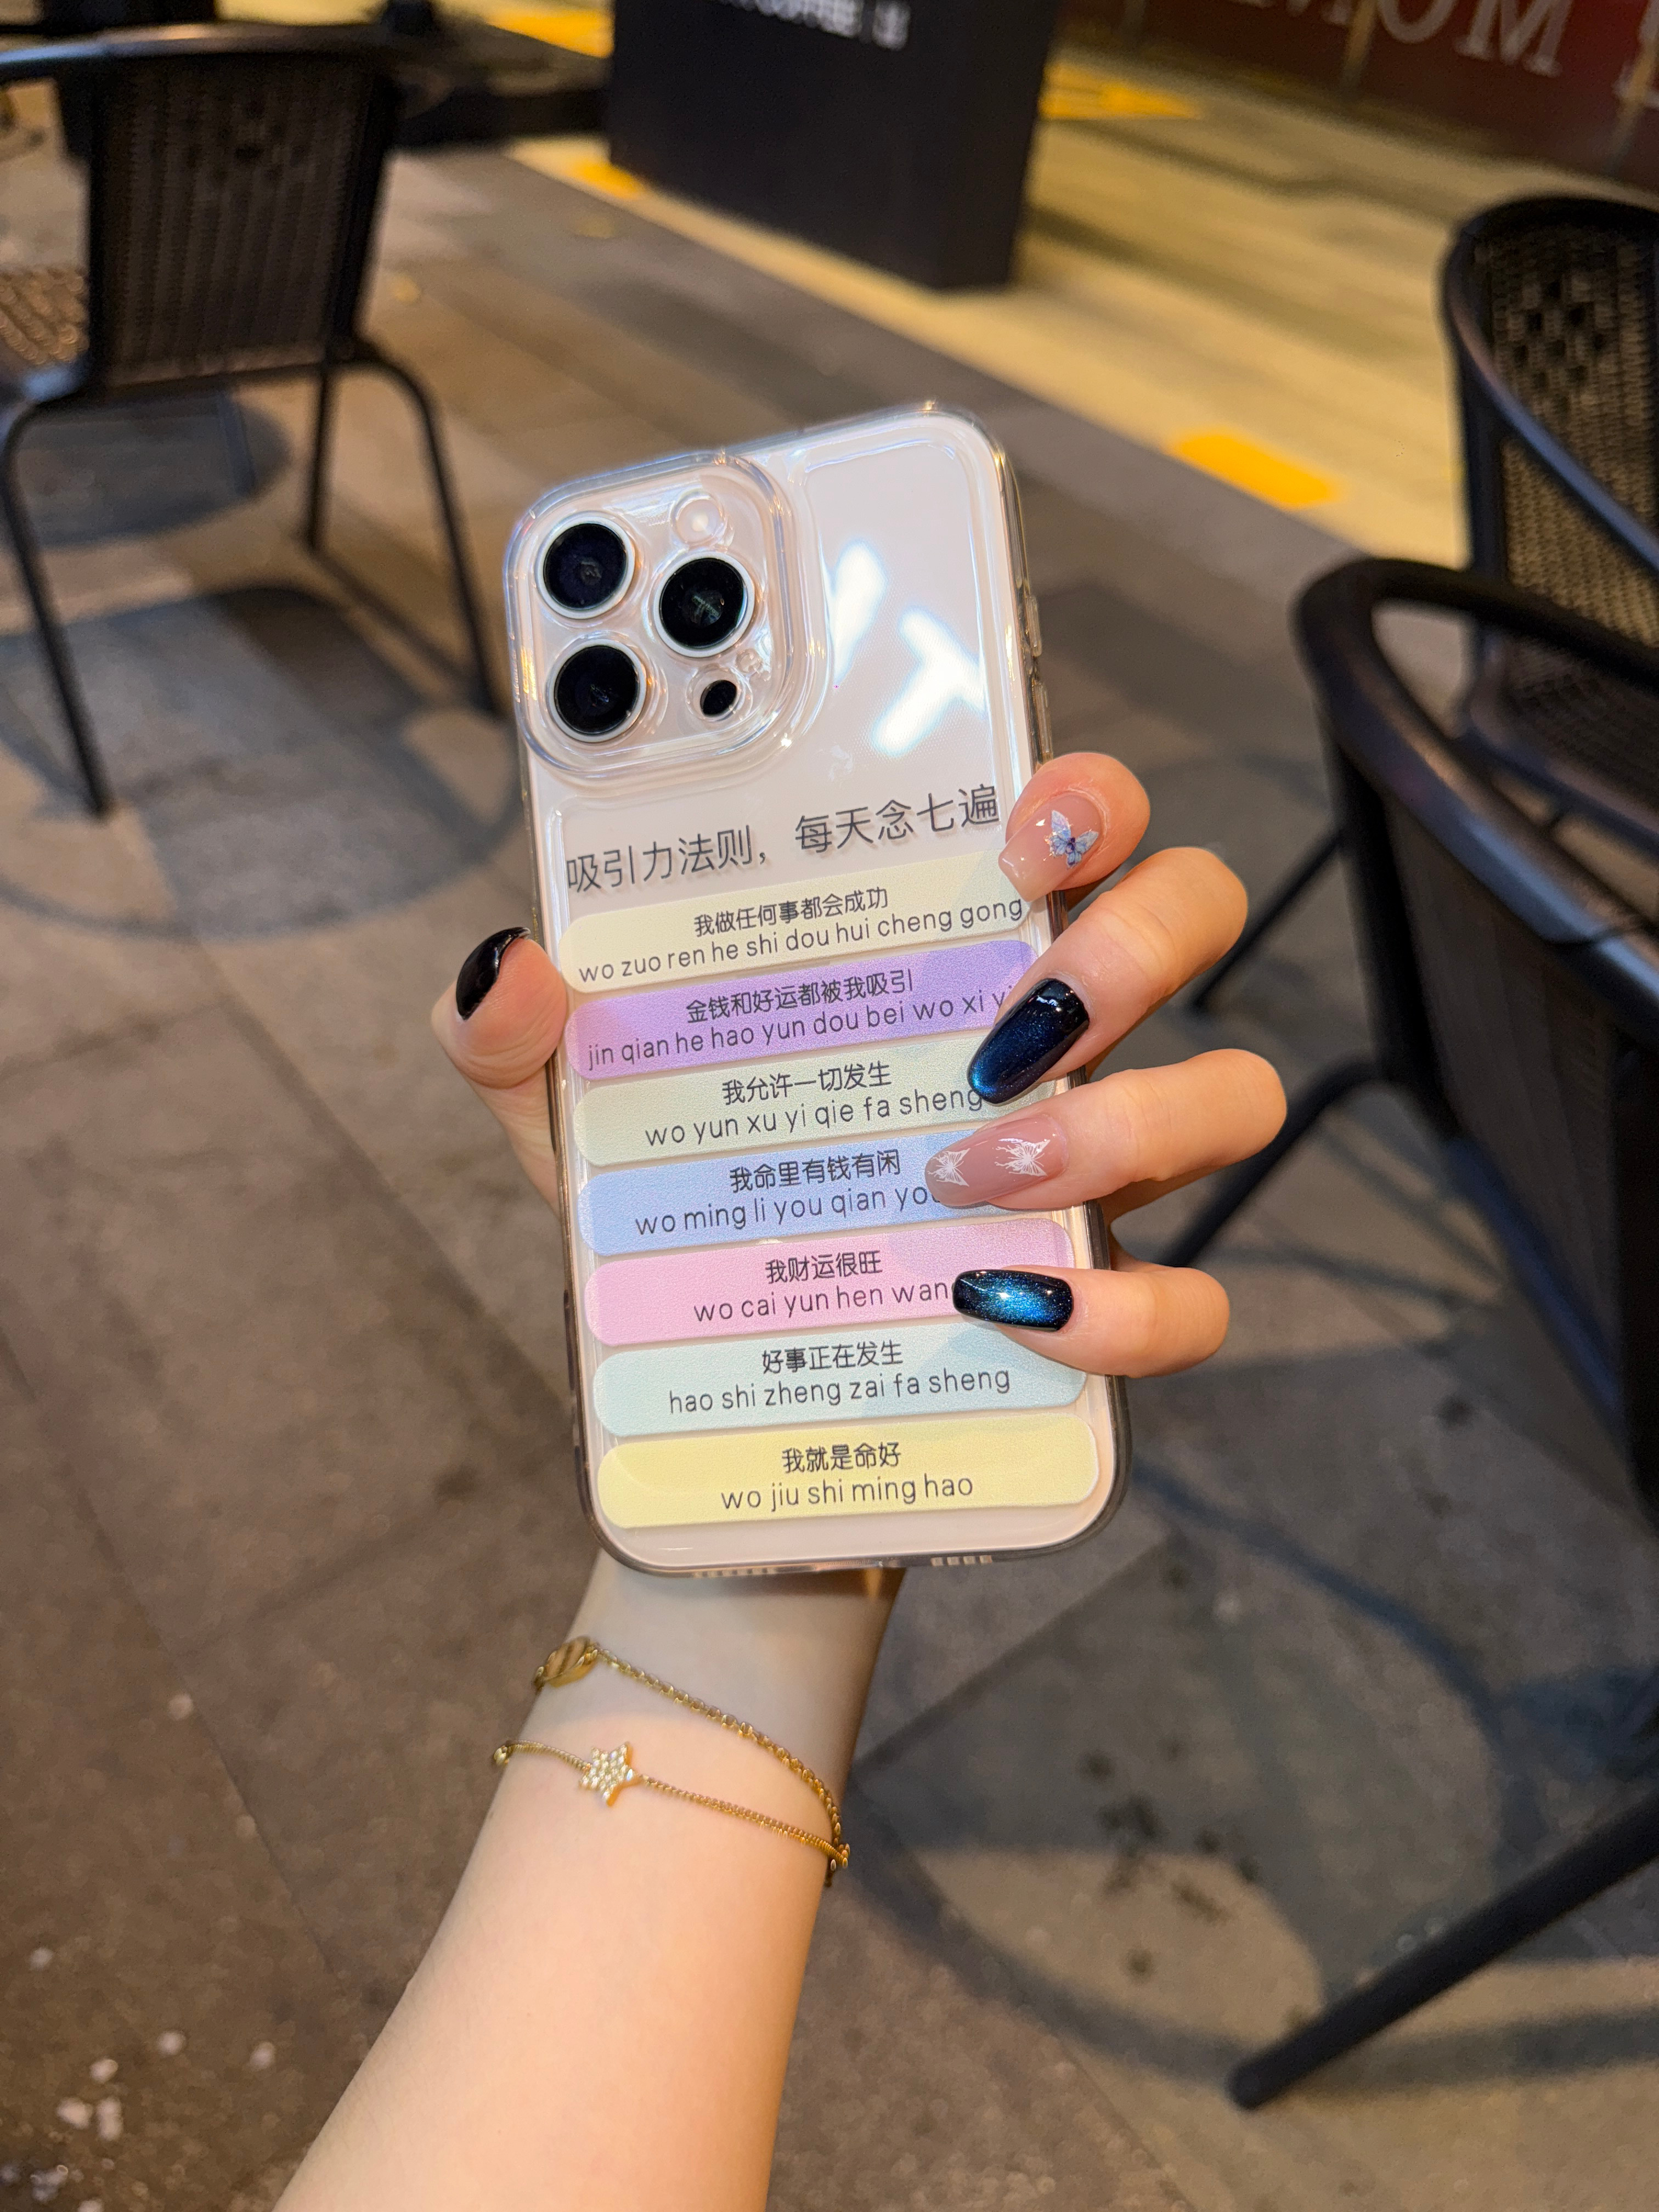 吸引力法则，每天念七遍
我做任何事都会成功
wo zuo ren he shi dou hui cheng gong
金钱和好运都被我吸引
jin qian he hao yun dou bei wo xi
我允许一切发生
wo yun xu yi qie fa sheng
我命里有钱有闲
wo ming li you qian
我财运很旺
wo cai yun hen
好事正在发生
hao shi zheng zai fa sheng
我就是命好
wo jiu shi ming hao